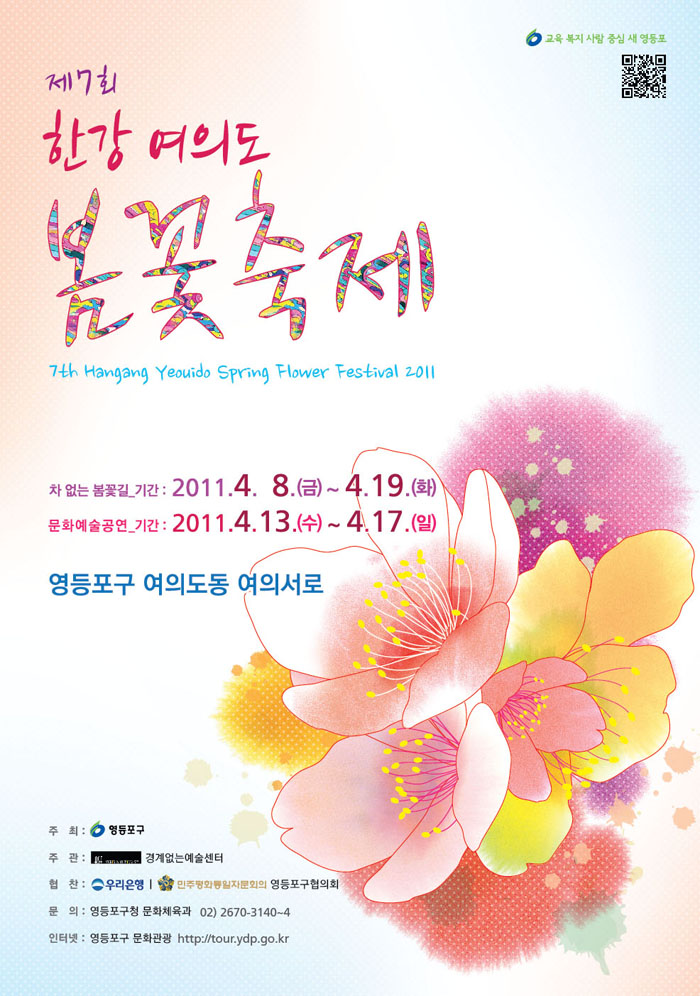 교육 복지 사람 중심 새 영등포
제7회
한강 여의도
봄꽃축제
7th Hangang Yeouido Spring Flower Festival 2011
차 없는 봄꽃길_기간 : 2011.4. 8.(금) ~ 4.19.(화)
문화예술공연_기간 : 2011.4.13.(수) ~ 4.17.(일)
영등포구 여의도동 여의서로
주 최 : 영등포구
주 관 : 경계없는예술센터
협 찬 : 우리은행 | 민주평화통일자문회의 영등포구협의회
문 의 : 영등포구청 문화체육과 02) 2670-3140~4
인터넷 : 영등포구 문화관광 http://tour.ydp.go.kr